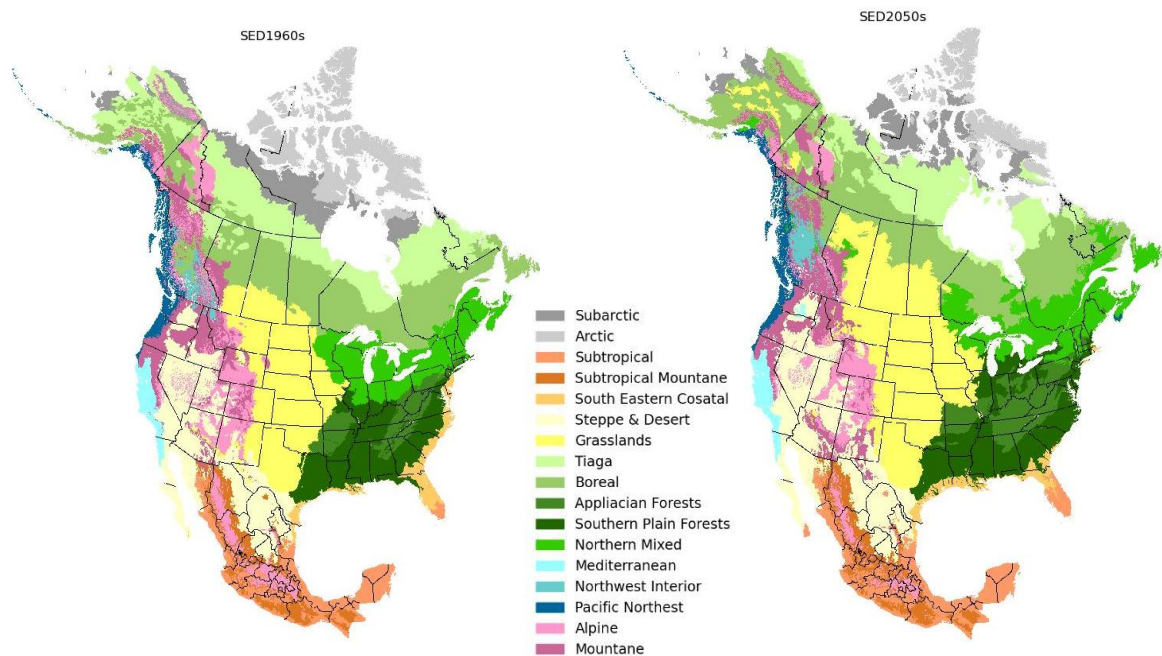 SED1960s
SED2050s
Subarctic
Arctic
Subtropical
Subtropical Mountane
South Eastern Cosatal
Steppe & Desert
Grasslands
Tiaga
Boreal
Appliacian Forests
Southern Plain Forests
Northern Mixed
Mediterranean
Northwest Interior
Pacific Northest
Alpine
Mountane